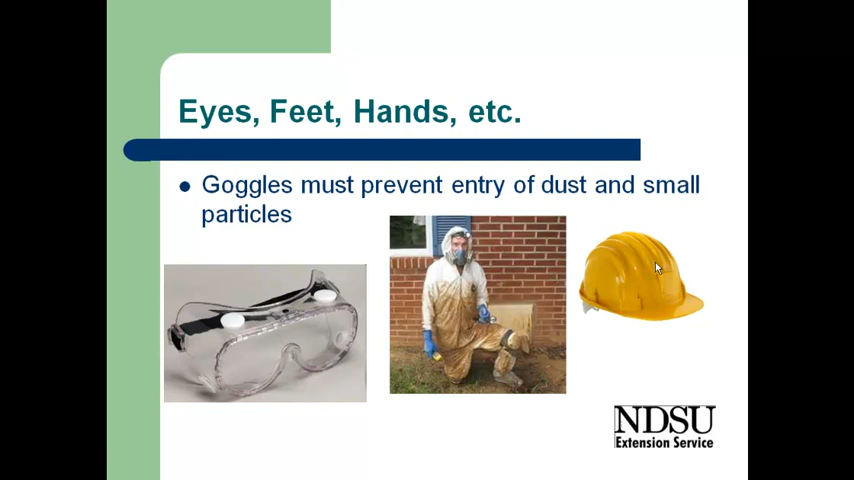 Eyes, Feet, Hands, etc.
Goggles must prevent entry of dust and small
particles
NDSU
Extension Service